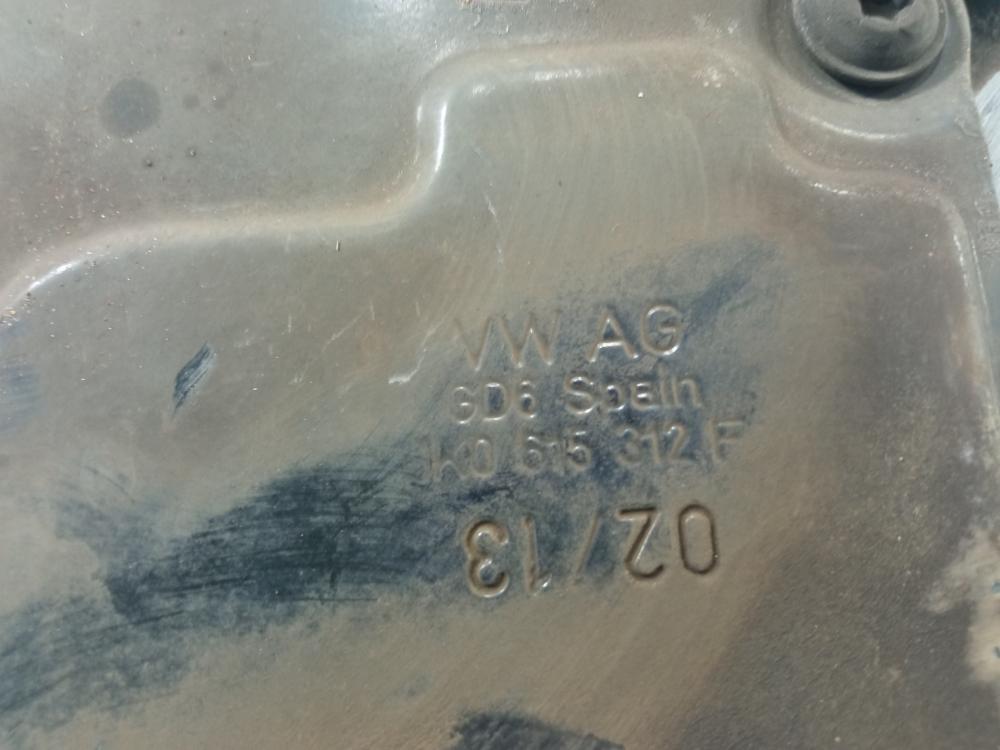 VW AG
GD6 Spain
1K0 615 312 F
02/13